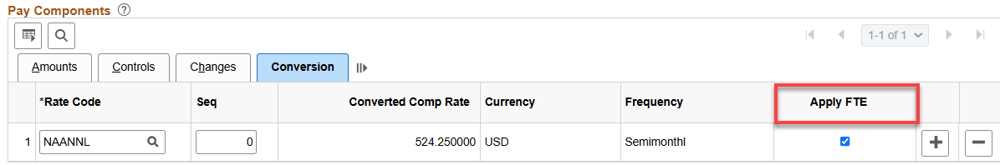 Pay Components ?
1-1 of 1
Amounts Controls Changes Conversion
*Rate Code Seq Converted Comp Rate Currency Frequency Apply FTE
1 NAANNL 0 524.250000 USD Semimonthl